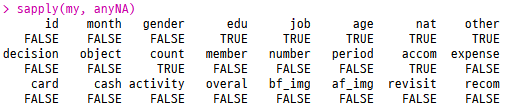 > sapply(my, anyNA)
id month gender edu job age nat other
FALSE FALSE FALSE TRUE TRUE TRUE TRUE TRUE
decision object count member number period accom expense
FALSE FALSE TRUE FALSE FALSE FALSE FALSE FALSE
card cash activity overal bf_img af_img revisit recom
FALSE FALSE FALSE FALSE FALSE FALSE FALSE FALSE